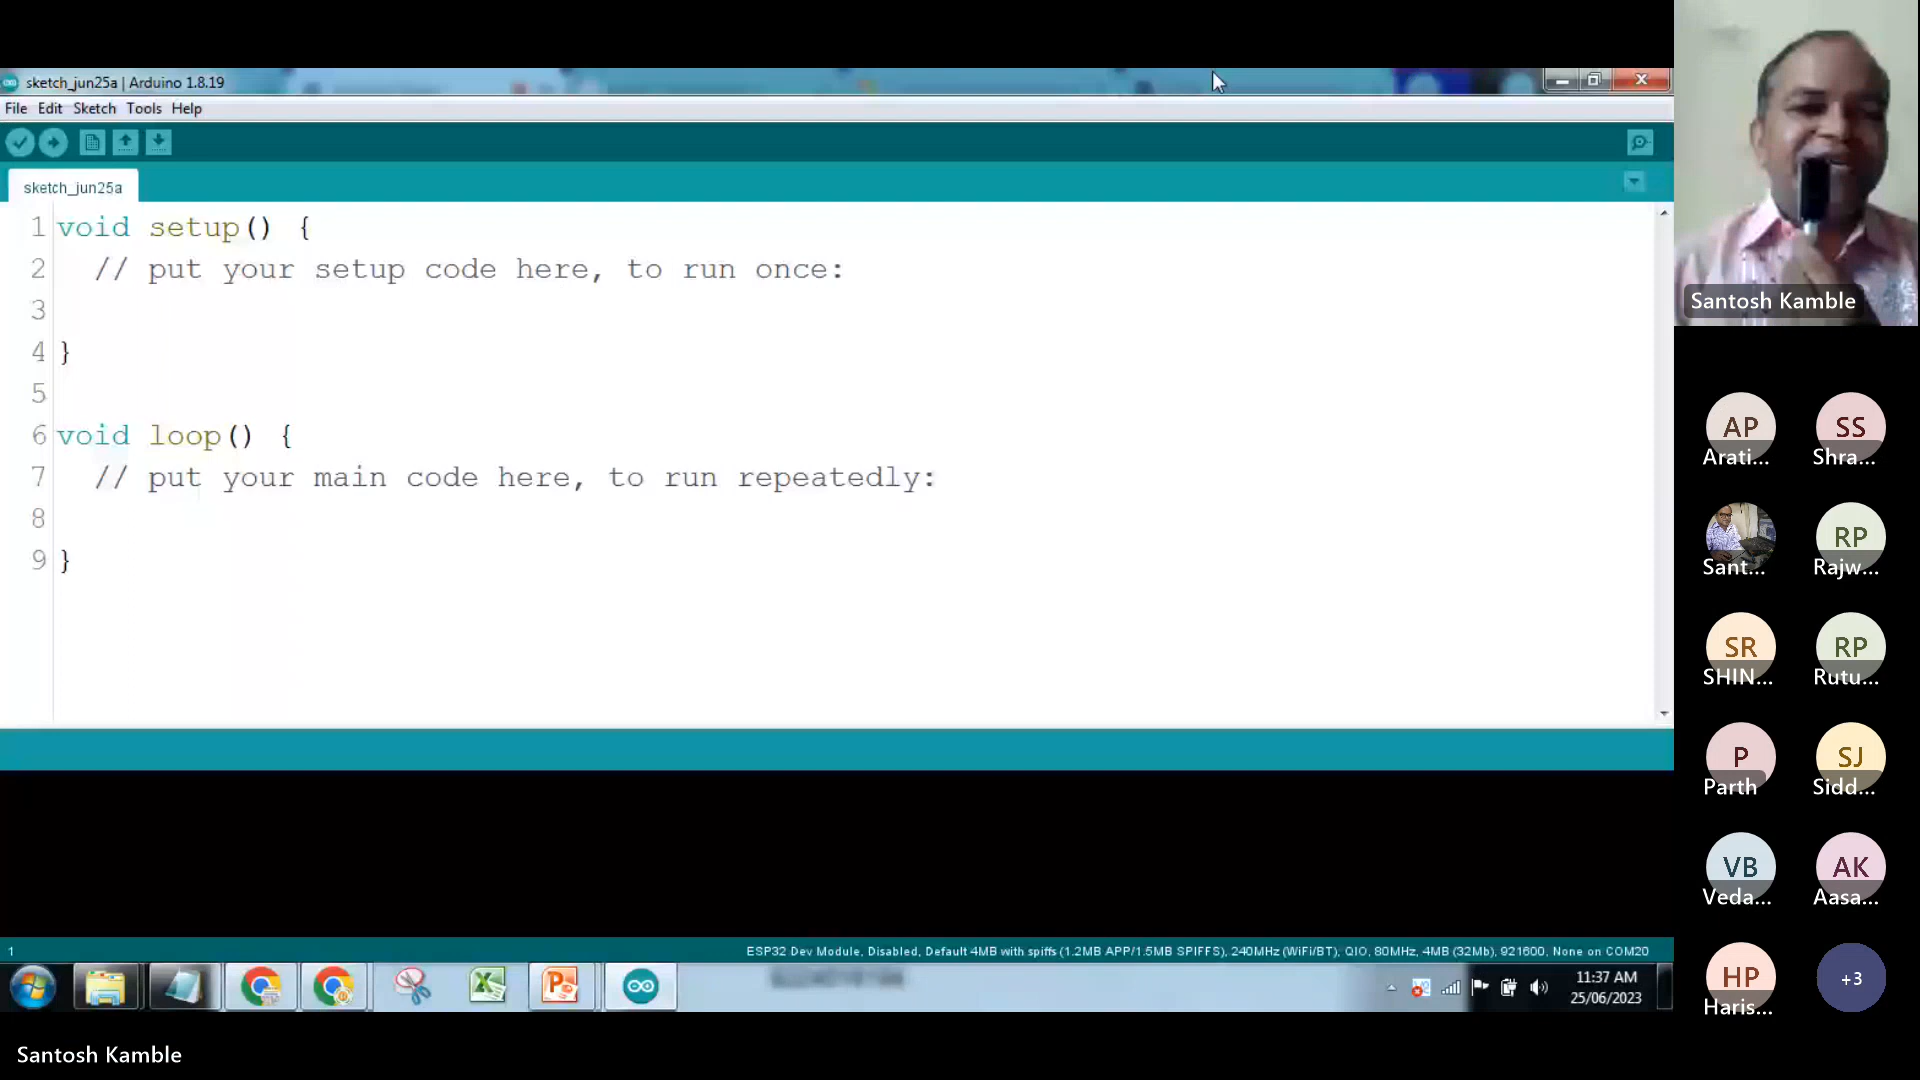 sketch_jun25a | Arduino 1.8.19
File Edit Sketch Tools Help
sketch_jun25a
1 void setup() {
2 // put your setup code here, to run once:
3
4 }
5
6 void loop() {
7 // put your main code here, to run repeatedly:
8
9 }
1
ESP32 Dev Module, Disabled, Default 4MB with spiffs (1.2MB APP/1.5MB SPIFFS), 240MHz (WiFi/BT), QIO, 80MHz, 4MB (32Mb), 921600, None on COM20
11:37 AM
25/06/2023
Santosh Kamble
Santosh Kamble
AP SS
Arati... Shra...
RP
Sant... Rajw...
SR RP
SHIN... Rutu...
P SJ
Parth Sidd...
VB AK
Veda... Aasa...
HP +3
Haris...